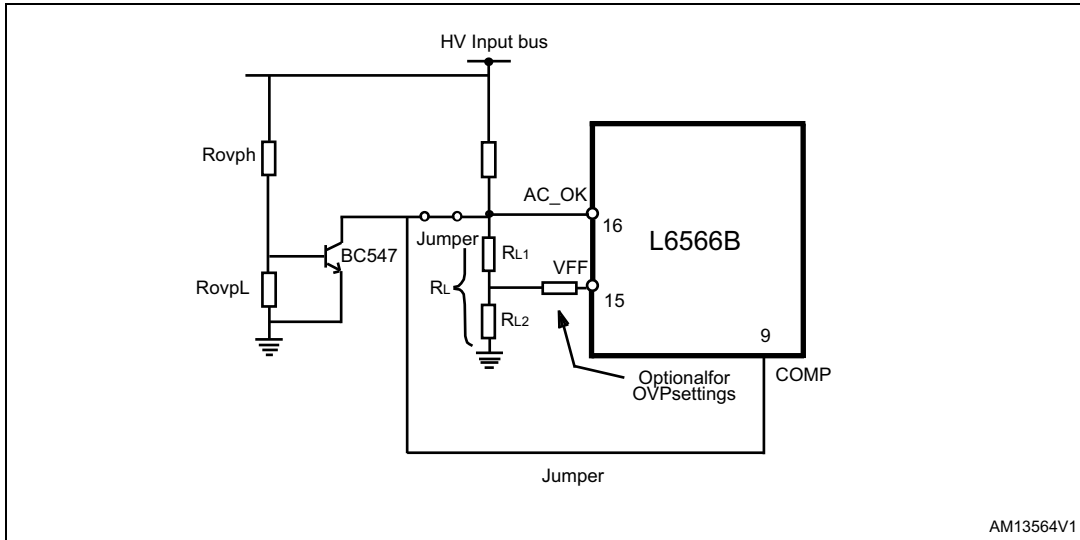 HV Input bus
Rovph
AC_OK
16
L6566B
Jumper
BC547
RL1
VFF
RL
15
RovpL
RL2
9
Optionalfor
OVPsettings
COMP
Jumper
AM13564V1